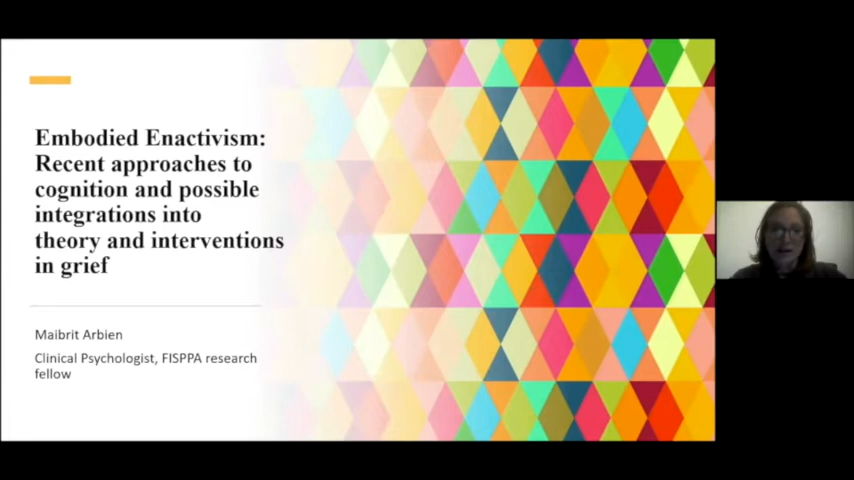 Embodied Enactivism:
Recent approaches to
cognition and possible
integrations into
theory and interventions
in grief
Maibrit Arbien
Clinical Psychologist, FISPPA research
fellow